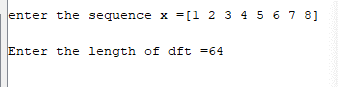 enter the sequence x =[1 2 3 4 5 6 7 8]
Enter the length of dft =64